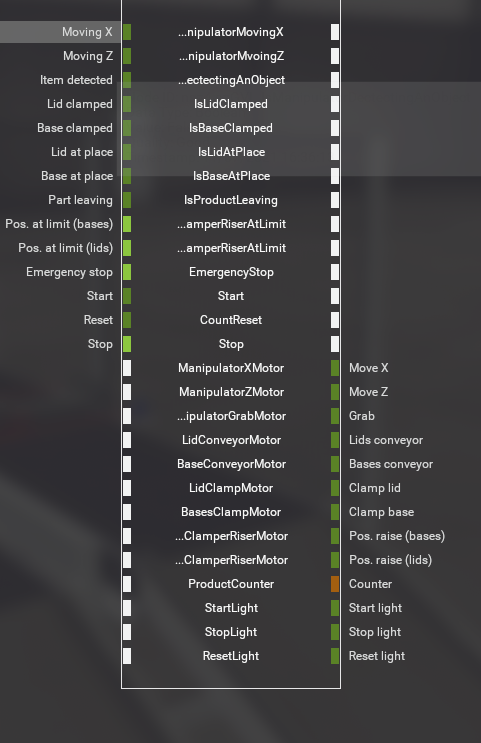 Moving X ...nipulatorMovingX
Moving Z ...nipulatorMvoingZ
Item detected ...ectectingAnObject
Lid clamped IsLidClamped
Base clamped IsBaseClamped
Lid at place IsLidAtPlace
Base at place IsBaseAtPlace
Part leaving IsProductLeaving
Pos. at limit (bases) ...amperRiserAtLimit
Pos. at limit (lids) ...amperRiserAtLimit
Emergency stop EmergencyStop
Start Start
Reset CountReset
Stop Stop
ManipulatorXMotor Move X
ManipulatorZMotor Move Z
...ipulatorGrabMotor Grab
LidConveyorMotor Lids conveyor
BaseConveyorMotor Bases conveyor
LidClampMotor Clamp lid
BasesClampMotor Clamp base
...ClamperRiserMotor Pos. raise (bases)
...ClamperRiserMotor Pos. raise (lids)
ProductCounter Counter
StartLight Start light
StopLight Stop light
ResetLight Reset light